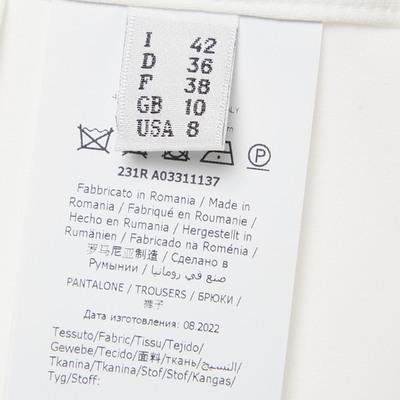 I 42
D 36
F 38
GB 10
USA 8
P
231R A03311137
Fabbricato in Romania / Made in
Romania / Fabriqué en Roumanie /
Hecho en Rumania / Hergestellt in
Rumänien / Fabricado na Roménia /
罗马尼亚制造 / Сделано в
Румынии / صنع في رومانيا
PANTALONE / TROUSERS / БРЮКИ /
裤子
Дата изготовления: 08.2022
Tessuto/Fabric/Tissu/Tejido/
Gewebe/Tecido/面料/ткань/النسيج/
Tkanina/Tkanina/Stof/Stof/Kangas/
Tyg/Stoff: